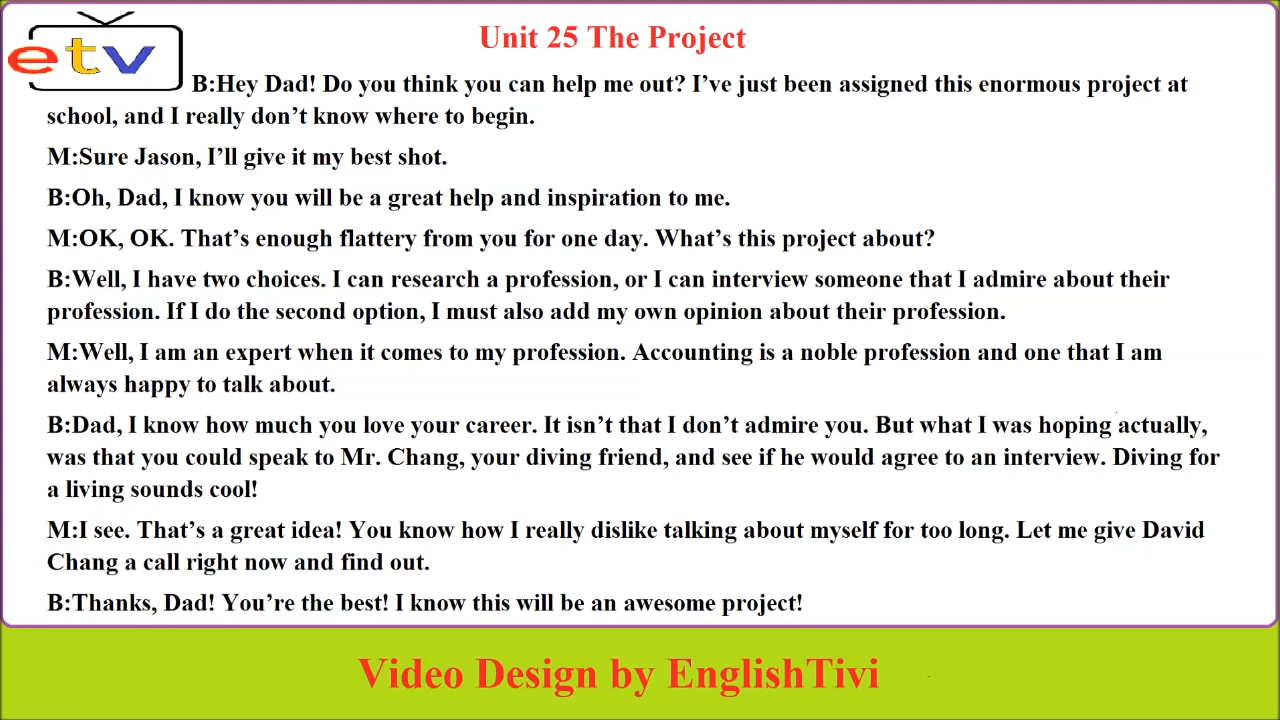 etv
Unit 25 The Project
B:Hey Dad! Do you think you can help me out? I’ve just been assigned this enormous project at
school, and I really don’t know where to begin.
M:Sure Jason, I’ll give it my best shot.
B:Oh, Dad, I know you will be a great help and inspiration to me.
M:OK, OK. That’s enough flattery from you for one day. What’s this project about?
B:Well, I have two choices. I can research a profession, or I can interview someone that I admire about their
profession. If I do the second option, I must also add my own opinion about their profession.
M:Well, I am an expert when it comes to my profession. Accounting is a noble profession and one that I am
always happy to talk about.
B:Dad, I know how much you love your career. It isn’t that I don’t admire you. But what I was hoping actually,
was that you could speak to Mr. Chang, your diving friend, and see if he would agree to an interview. Diving for
a living sounds cool!
M:I see. That’s a great idea! You know how I really dislike talking about myself for too long. Let me give David
Chang a call right now and find out.
B:Thanks, Dad! You’re the best! I know this will be an awesome project!
Video Design by EnglishTivi